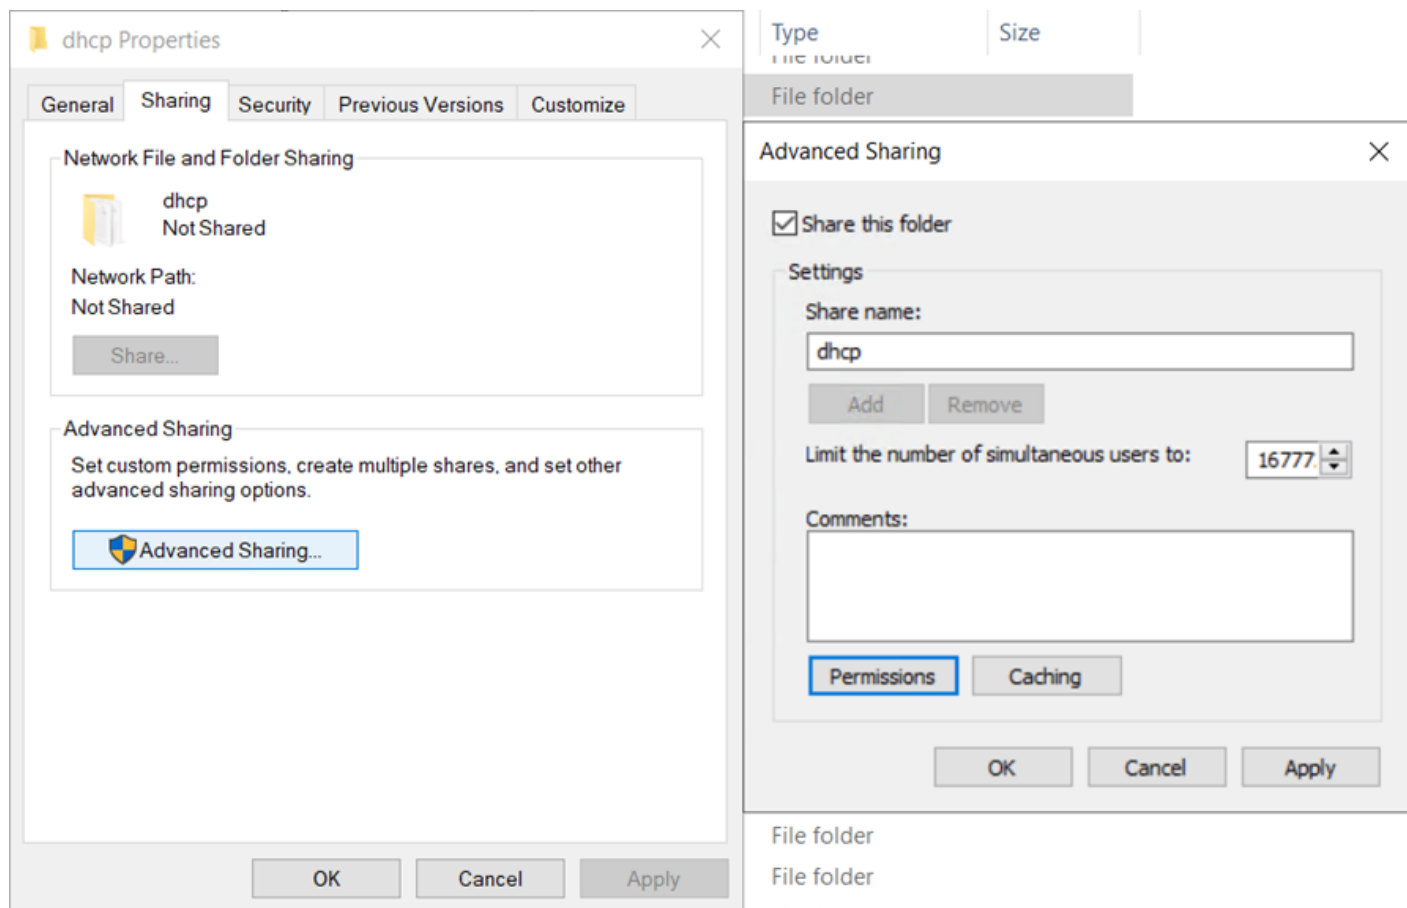 dhcp Properties
General
Sharing
Security
Previous Versions
Customize
Network File and Folder Sharing
dhcp
Not Shared
Network Path:
Not Shared
Share...
Advanced Sharing
Set custom permissions, create multiple shares, and set other
advanced sharing options.
Advanced Sharing...
OK
Cancel
Apply
Type
Size
File folder
File folder
Advanced Sharing
Share this folder
Settings
Share name:
dhcp
Add
Remove
Limit the number of simultaneous users to:
16777
Comments:
Permissions
Caching
OK
Cancel
Apply
File folder
File folder